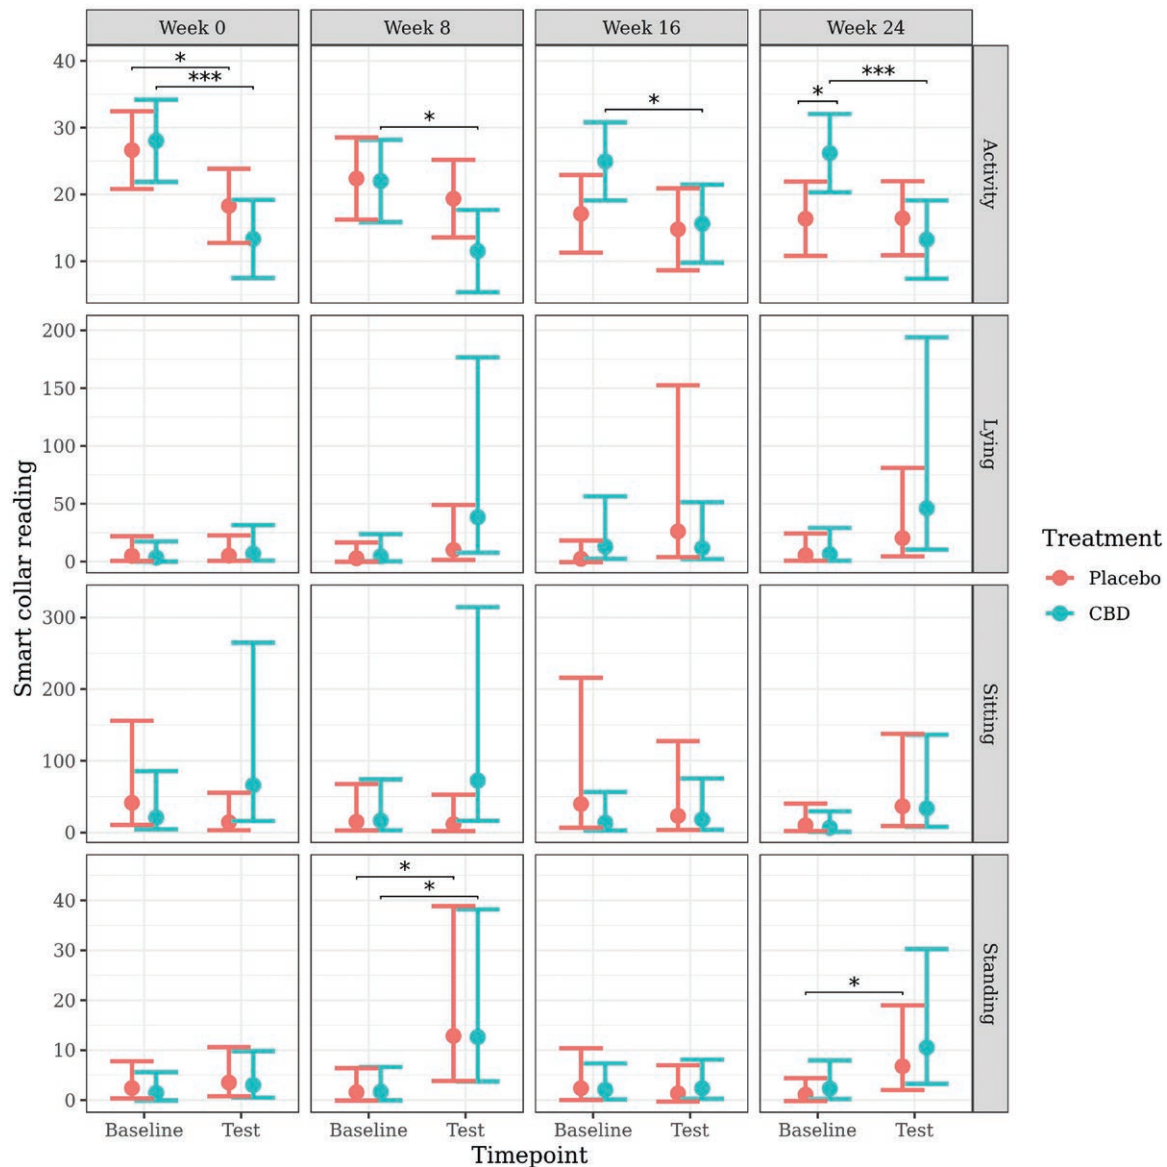 Week 0 Week 8 Week 16 Week 24
40
30
20
10
* *** * * * ***
Activity
200
150
100
50
0
Lying
300
200
100
0
Sitting
40
30
20
10
0
* * *
Standing
Baseline Test Baseline Test Baseline Test Baseline Test
Timepoint
Smart collar reading
Treatment
Placebo
CBD